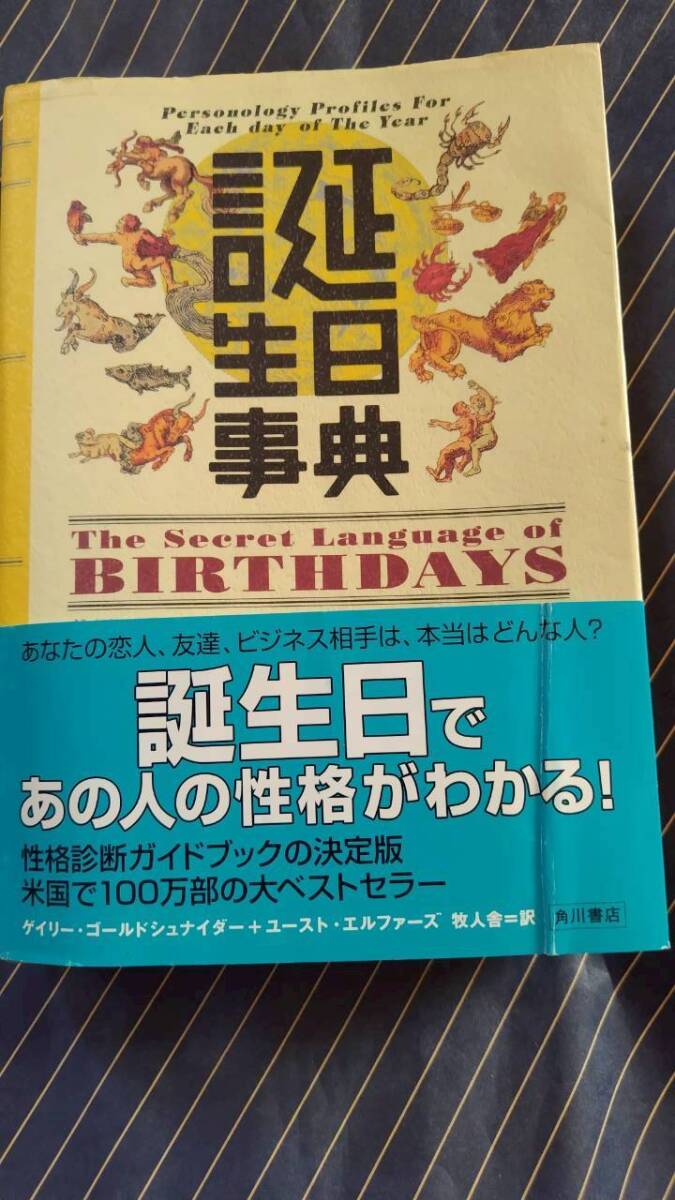 Personology Profiles For
Each day of The Year
誕
生日
事典
The Secret Language of
BIRTHDAYS
あなたの恋人、友達、ビジネス相手は、本当はどんな人?
誕生日で
あの人の性格がわかる!
性格診断ガイドブックの決定版
米国で100万部の大ベストセラー
ゲイリー・ゴールドシュナイダー+ユースト・エルファーズ 牧人舎=訳 角川書店